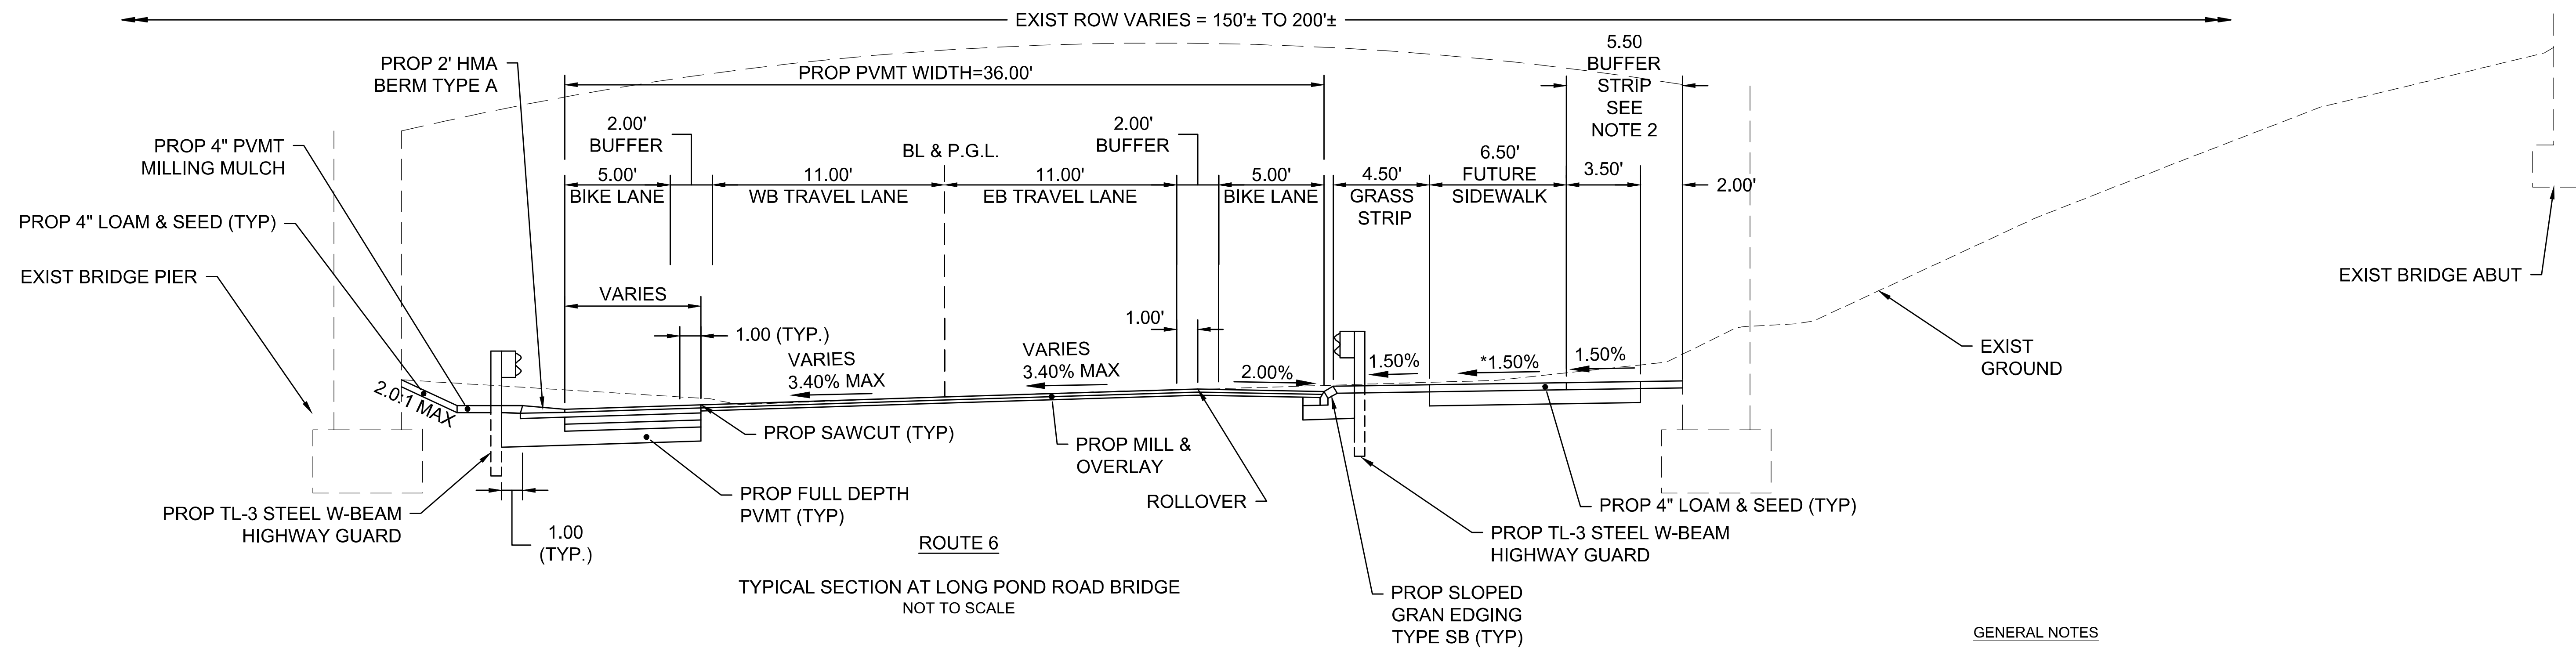 EXIST ROW VARIES = 150'± TO 200'±
PROP 2' HMA
BERM TYPE A
PROP PVMT WIDTH=36.00'
5.50
BUFFER
STRIP
SEE
NOTE 2
PROP 4" PVMT
MILLING MULCH
2.00'
BUFFER
BL & P.G.L.
2.00'
BUFFER
5.00'
BIKE LANE
11.00'
WB TRAVEL LANE
11.00'
EB TRAVEL LANE
5.00'
BIKE LANE
4.50'
GRASS
STRIP
6.50'
FUTURE
SIDEWALK
3.50'
2.00'
PROP 4" LOAM & SEED (TYP)
EXIST BRIDGE PIER
EXIST BRIDGE ABUT
VARIES
1.00 (TYP.)
1.00'
VARIES
3.40% MAX
VARIES
3.40% MAX
2.00%
1.50%
*1.50%
1.50%
EXIST
GROUND
2.0:1 MAX
PROP SAWCUT (TYP)
PROP MILL &
OVERLAY
ROLLOVER
PROP FULL DEPTH
PVMT (TYP)
PROP TL-3 STEEL W-BEAM
HIGHWAY GUARD
1.00
(TYP.)
PROP 4" LOAM & SEED (TYP)
PROP TL-3 STEEL W-BEAM
HIGHWAY GUARD
PROP SLOPED
GRAN EDGING
TYPE SB (TYP)
ROUTE 6
TYPICAL SECTION AT LONG POND ROAD BRIDGE
NOT TO SCALE
GENERAL NOTES